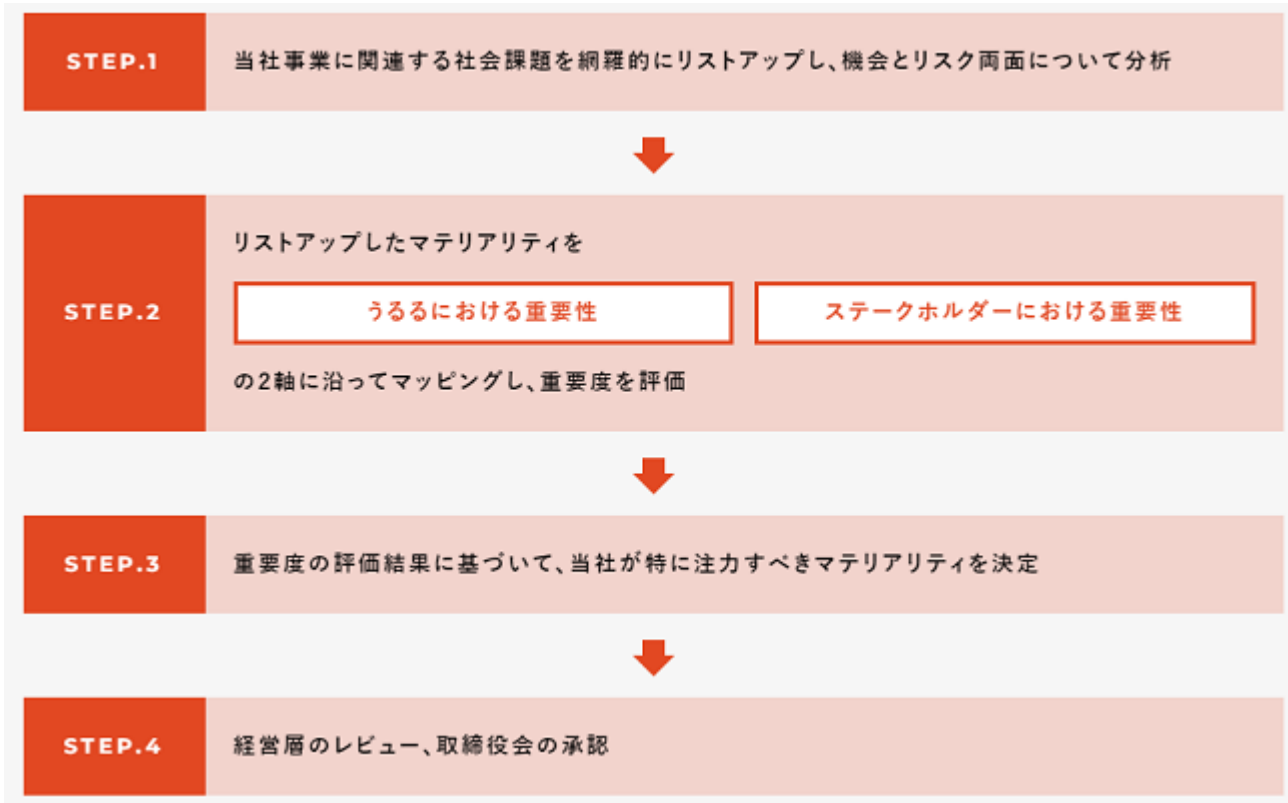 STEP.1
当社事業に関連する社会課題を網羅的にリストアップし、機会とリスク両面について分析
STEP.2
リストアップしたマテリアリティを
うるるにおける重要性
ステークホルダーにおける重要性
の2軸に沿ってマッピングし、重要度を評価
STEP.3
重要度の評価結果に基づいて、当社が特に注力すべきマテリアリティを決定
STEP.4
経営層のレビュー、取締役会の承認